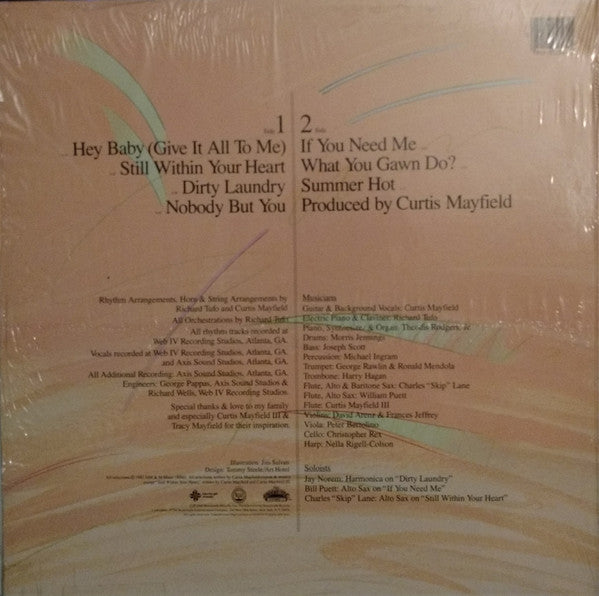 Side 1
Hey Baby (Give It All To Me)
Still Within Your Heart
Dirty Laundry
Nobody But You
2 Side
If You Need Me
What You Gawn Do?
Summer Hot
Produced by Curtis Mayfield
Rhythm Arrangements, Horn & String Arrangements by
Richard Tufo and Curtis Mayfield
All Orchestrations by Richard Tufo
All rhythm tracks recorded at
Web IV Recording Studios, Atlanta, GA.
Vocals recorded at Web IV Recording Studios, Atlanta, GA.
and Axis Sound Studios, Atlanta, GA.
All Additional Recording: Axis Sound Studios, Atlanta, GA.
Engineers: George Pappas, Axis Sound Studios &
Richard Wells, Web IV Recording Studios.
Special thanks & love to my family
and especially Curtis Mayfield III &
Tracy Mayfield for their inspiration.
Illustration: Jim
Design: Tommy Steele/Art Hotel
Musicians
Guitar & Background Vocals: Curtis Mayfield
Electric Piano & Clavinet: Richard Tufo
Piano, Synthesizer, & Organ: Theodis Rodgers, Jr.
Drums: Morris Jennings
Bass: Joseph Scott
Percussion: Michael Ingram
Trumpet: George Rawlin & Ronald Mendola
Trombone: Harry Hagan
Flute, Alto & Baritone Sax: Charles "Skip" Lane
Flute, Alto Sax: William Puett
Flute: Curtis Mayfield III
Violins: David Arenz & Frances Jeffrey
Viola: Peter Bertolino
Cello: Christopher Rex
Harp: Nella Rigell-Colson
Soloists
Jay Norem: Harmonica on "Dirty Laundry"
Bill Puett: Alto Sax on "If You Need Me"
Charles "Skip" Lane: Alto Sax on "Still Within Your Heart"